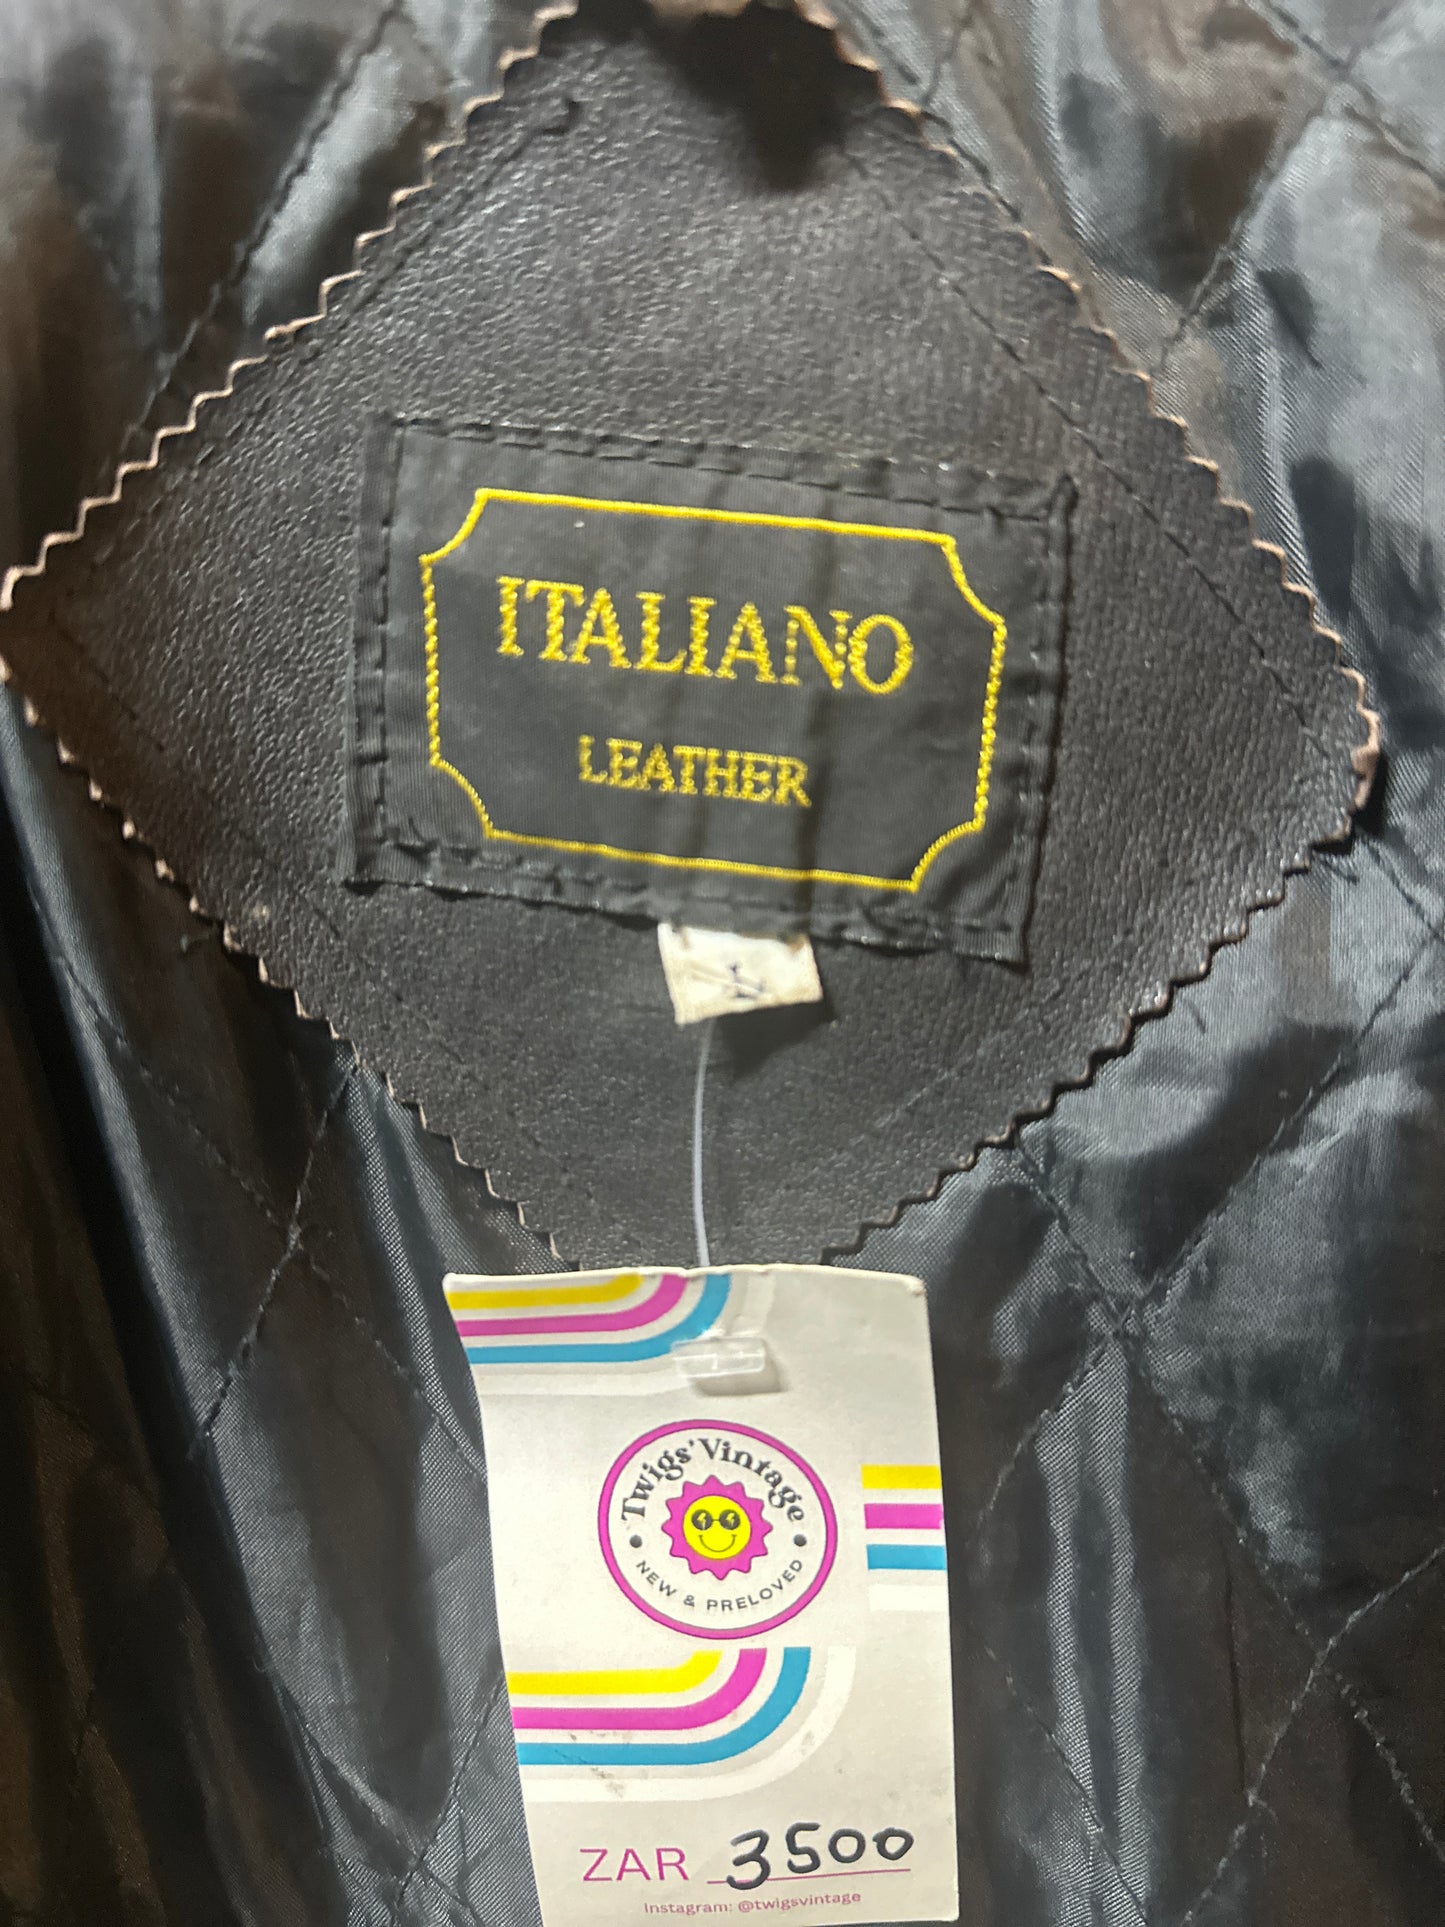 ITALIANO
LEATHER
L
Twigs' Vintage
• NEW & PRELOVED •
ZAR 3500
Instagram: @twigsvintage